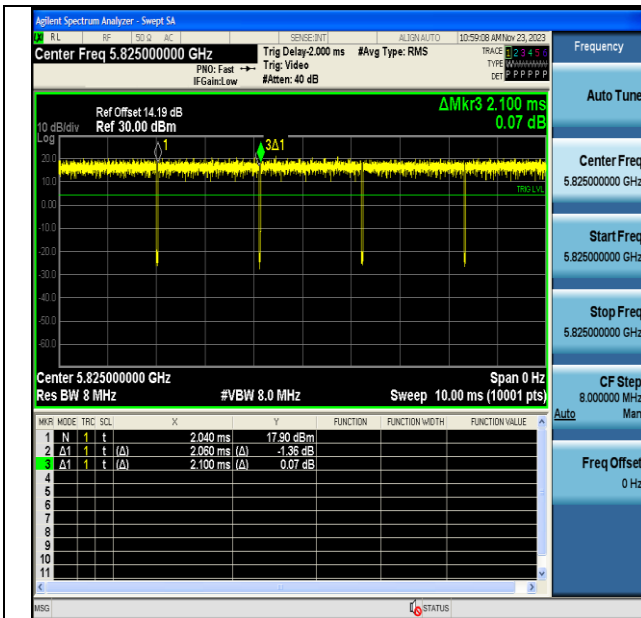 Agilent Spectrum Analyzer - Swept SA
RL RF 50 Ω AC SENSE:INT ALIGN AUTO 10:59:08 AM Nov 23, 2023
Center Freq 5.825000000 GHz Trig Delay-2.000 ms #Avg Type: RMS TRACE 1 2 3 4 5 6
PNO: Fast Trig: Video TYPE WWWWWW
IFGain:Low #Atten: 40 dB DET P P P P P P
Frequency
Auto Tune
Center Freq
5.825000000 GHz
Start Freq
5.825000000 GHz
Stop Freq
5.825000000 GHz
CF Step
8.000000 MHz
Auto Man
Freq Offset
0 Hz
ΔMkr3 2.100 ms
0.07 dB
Ref Offset 14.19 dB
10 dB/div Ref 30.00 dBm
Log
1 3Δ1
20.0
10.0
TRIG LVL
0.00
-10.0
-20.0
-30.0
-40.0
-50.0
-60.0
Center 5.825000000 GHz Span 0 Hz
Res BW 8 MHz #VBW 8.0 MHz Sweep 10.00 ms (10001 pts)
MKR MODE TRC SCL X Y FUNCTION FUNCTION WIDTH FUNCTION VALUE
1 N 1 t 2.040 ms 17.90 dBm
2 Δ1 1 t (Δ) 2.060 ms (Δ) -1.36 dB
3 Δ1 1 t (Δ) 2.100 ms (Δ) 0.07 dB
4
5
6
7
8
9
10
11
MSG STATUS